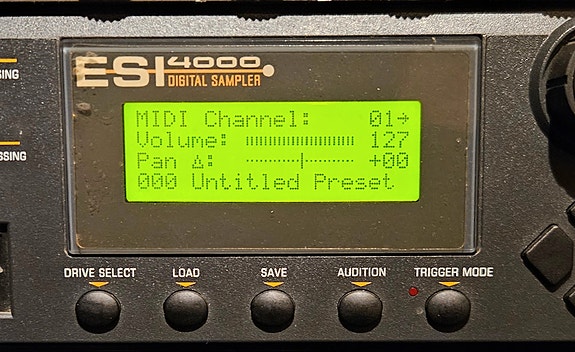 ESI 4000
DIGITAL SAMPLER
MIDI Channel: 01→
Volume: 127
Pan Δ: +00
000 Untitled Preset
DRIVE SELECT LOAD SAVE AUDITION TRIGGER MODE